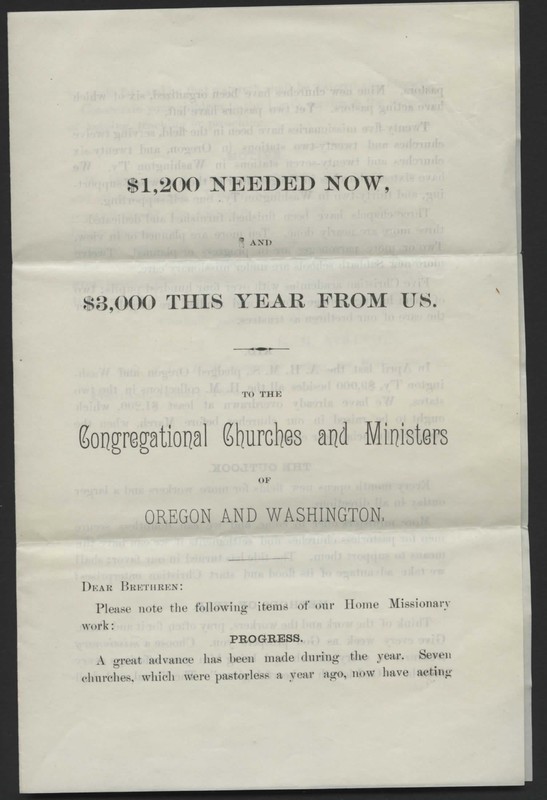 $1,200 NEEDED NOW,
AND
$3,000 THIS YEAR FROM US.
TO THE
Congregational Churches and Ministers
OF
OREGON AND WASHINGTON,
DEAR BRETHREN:
Please note the following items of our Home Missionary
work:
PROGRESS.
A great advance has been made during the year. Seven
churches, which were pastorless a year ago, now have acting